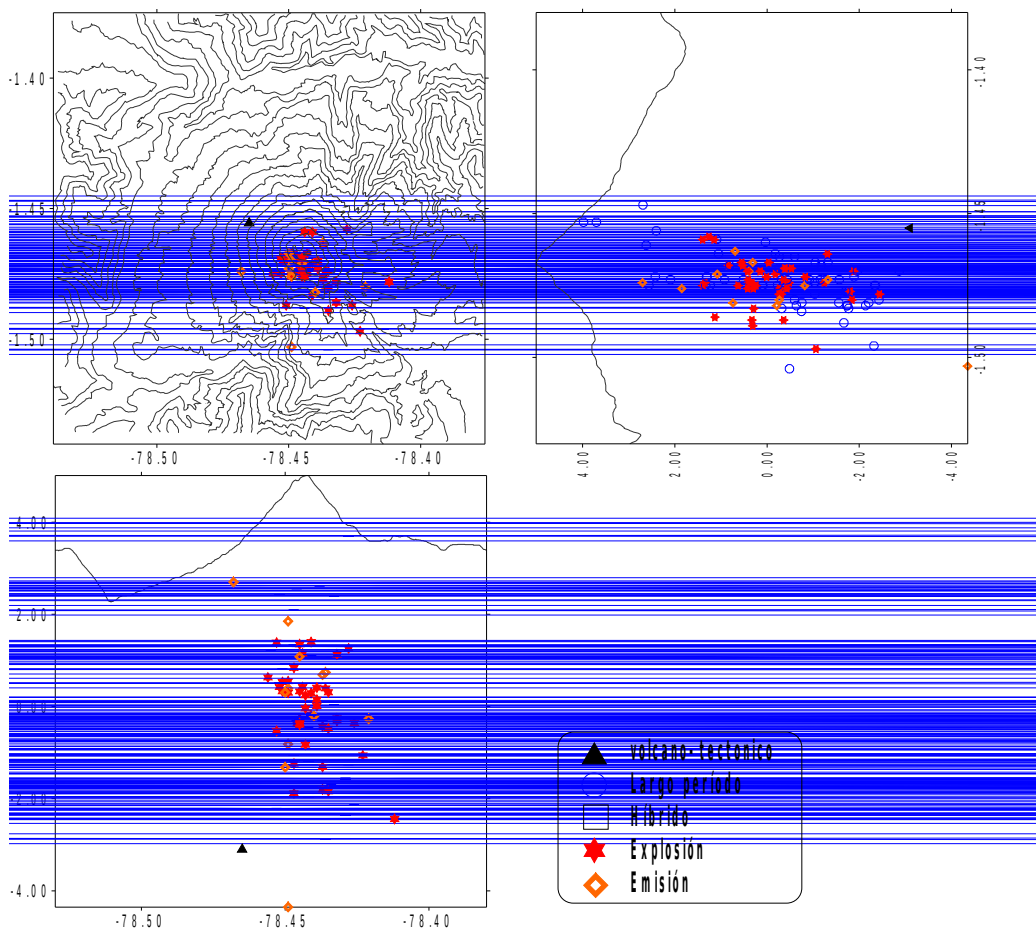 -1.40
-1.45
-1.50
-78.50 -78.45 -78.40
-1.40
-1.45
-1.50
4.00 2.00 0.00 -2.00 -4.00
4.00
2.00
0.00
-2.00
-4.00
-78.50 -78.45 -78.40
volcano-tectonico
Largo período
Híbrido
Explosión
Emisión